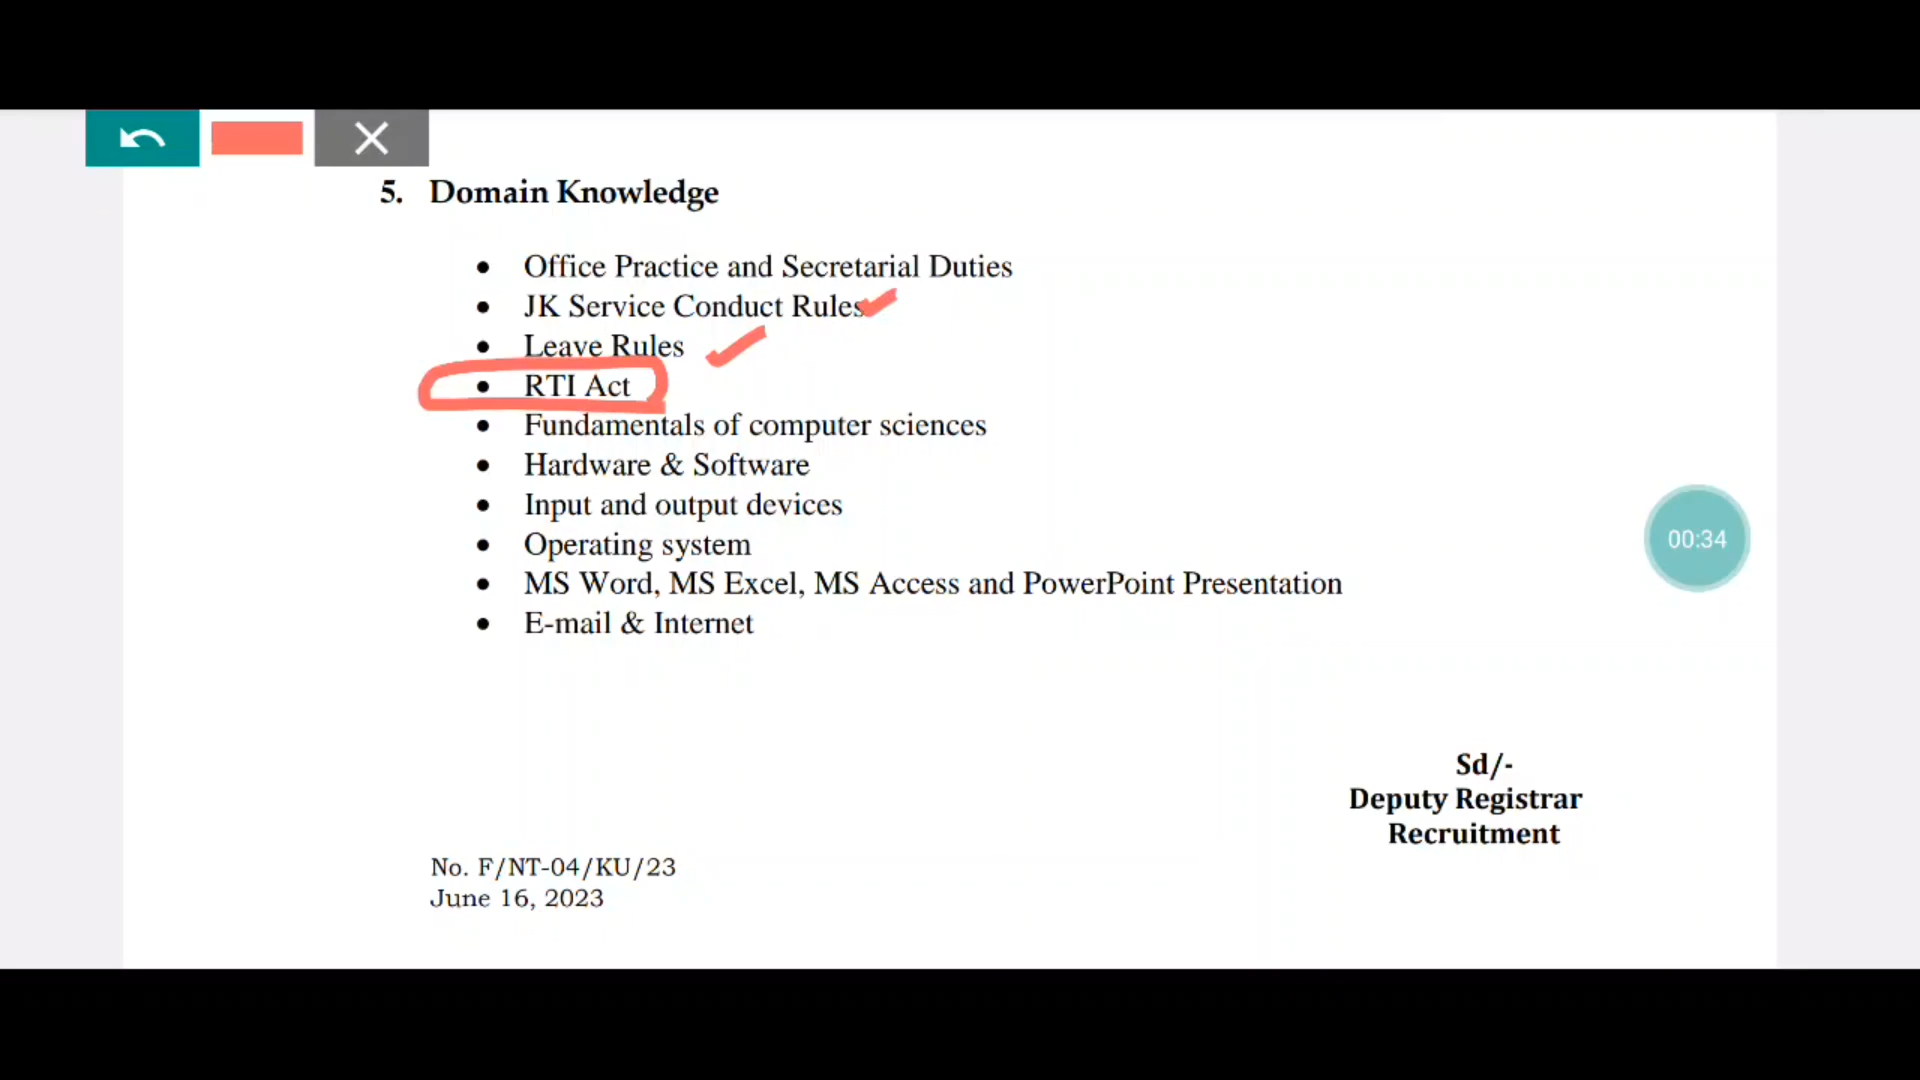 5. Domain Knowledge
• Office Practice and Secretarial Duties
• JK Service Conduct Rules
• Leave Rules
• RTI Act
• Fundamentals of computer sciences
• Hardware & Software
• Input and output devices
• Operating system
• MS Word, MS Excel, MS Access and PowerPoint Presentation
• E-mail & Internet
00:34
Sd/-
Deputy Registrar
Recruitment
No. F/NT-04/KU/23
June 16, 2023